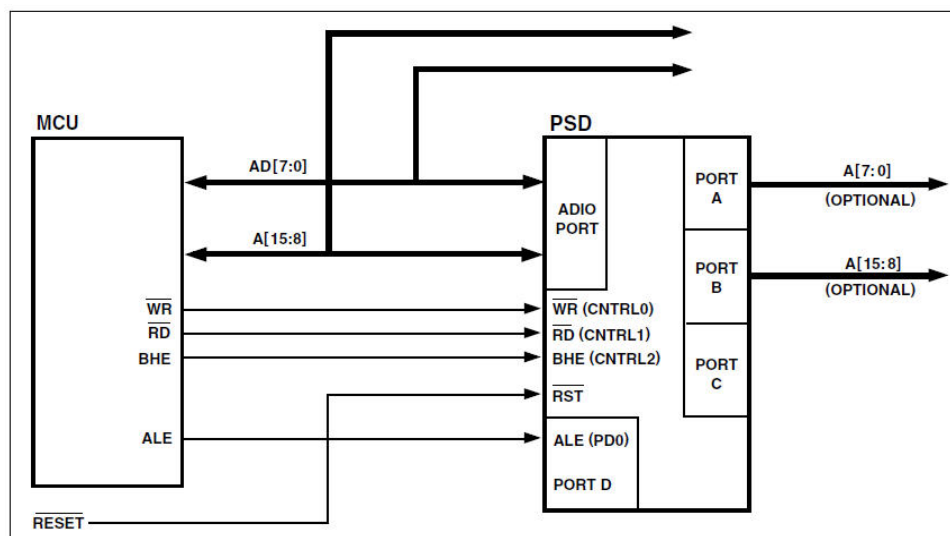 MCU
PSD
AD[7:0]
A[15:8]
ADIO
PORT
PORT
A
A[7:0]
(OPTIONAL)
PORT
B
A[15:8]
(OPTIONAL)
PORT
C
WR
WR (CNTRL0)
RD
RD (CNTRL1)
BHE
BHE (CNTRL2)
RST
ALE
ALE (PD0)
PORT D
RESET